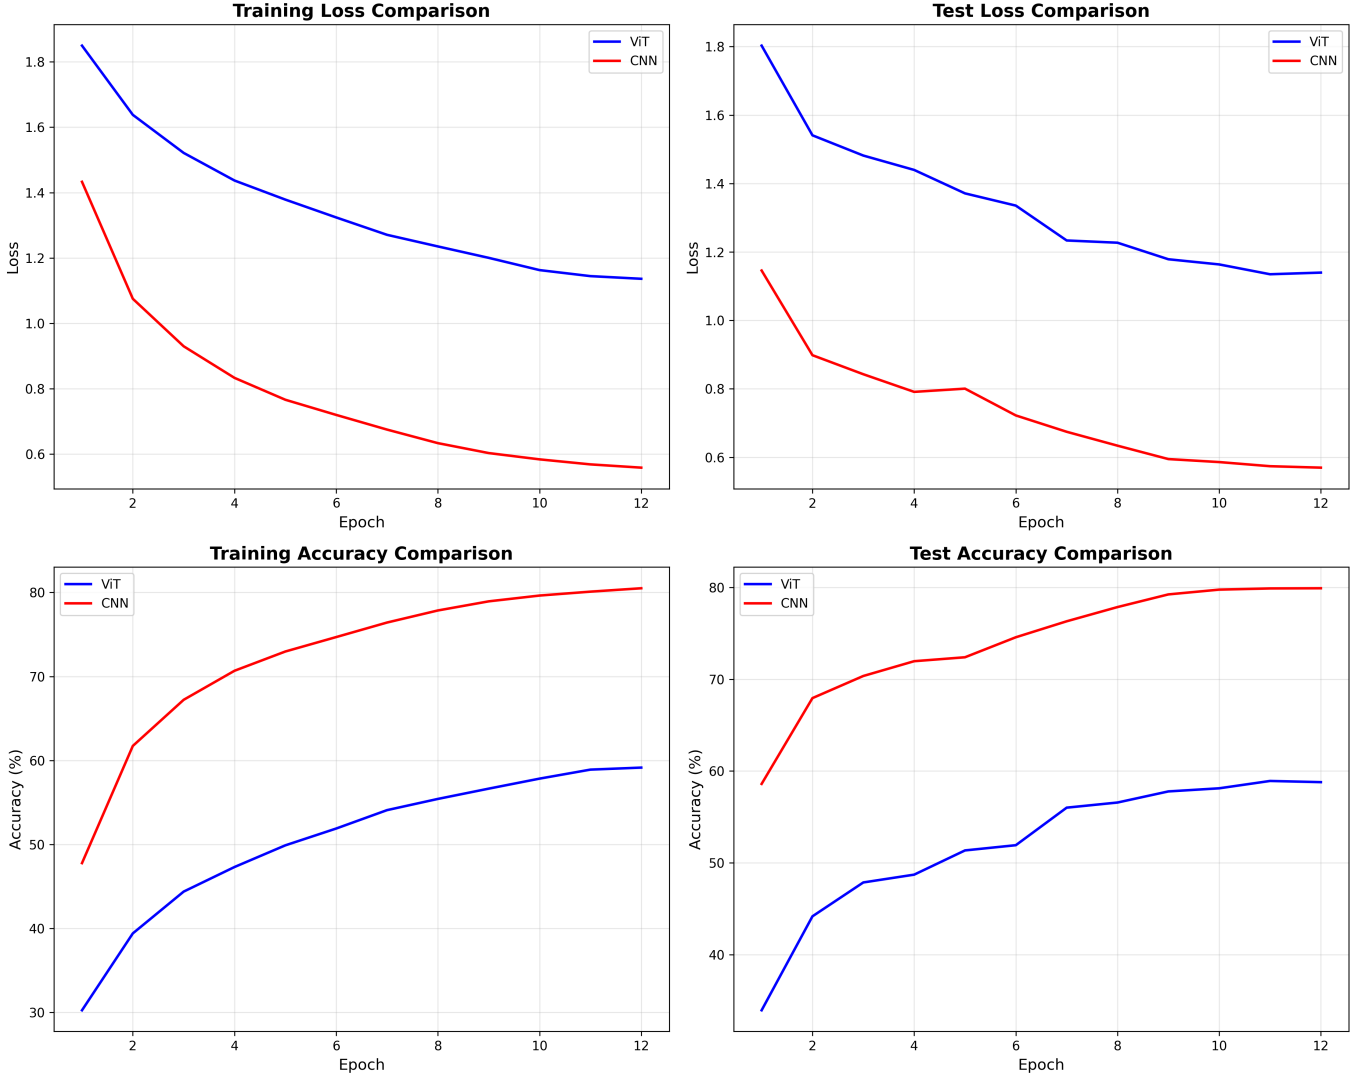 Training Loss Comparison
ViT
CNN
1.8
1.6
1.4
1.2
1.0
0.8
0.6
Loss
2 4 6 8 10 12
Epoch
Test Loss Comparison
ViT
CNN
1.8
1.6
1.4
1.2
1.0
0.8
0.6
Loss
2 4 6 8 10 12
Epoch
Training Accuracy Comparison
ViT
CNN
80
70
60
50
40
30
Accuracy (%)
2 4 6 8 10 12
Epoch
Test Accuracy Comparison
ViT
CNN
80
70
60
50
40
Accuracy (%)
2 4 6 8 10 12
Epoch